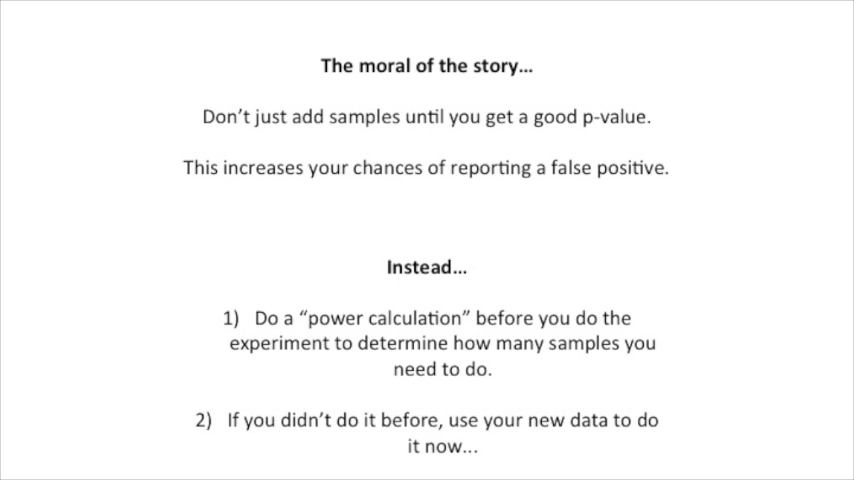 The moral of the story…
Don’t just add samples until you get a good p-value.
This increases your chances of reporting a false positive.
Instead…
1) Do a “power calculation” before you do the
experiment to determine how many samples you
need to do.
2) If you didn’t do it before, use your new data to do
it now…